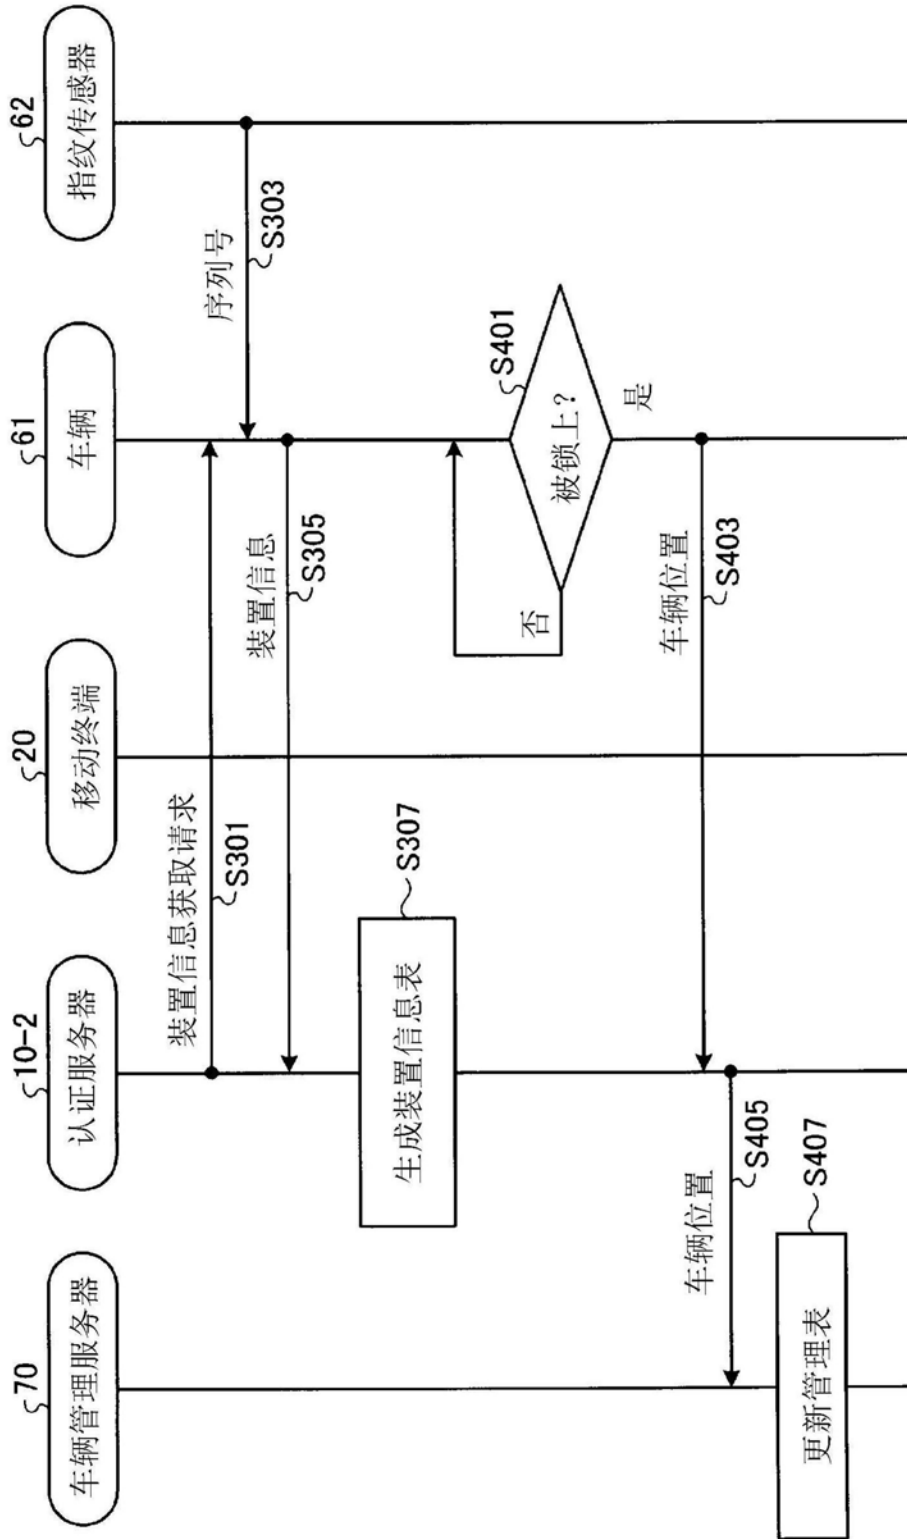 70
车辆管理服务器
10-2
认证服务器
20
移动终端
61
车辆
62
指纹传感器
装置信息获取请求
S301
序列号
S303
装置信息
S305
生成装置信息表
S307
被锁上?
S401
否
是
车辆位置
S403
车辆位置
S405
更新管理表
S407